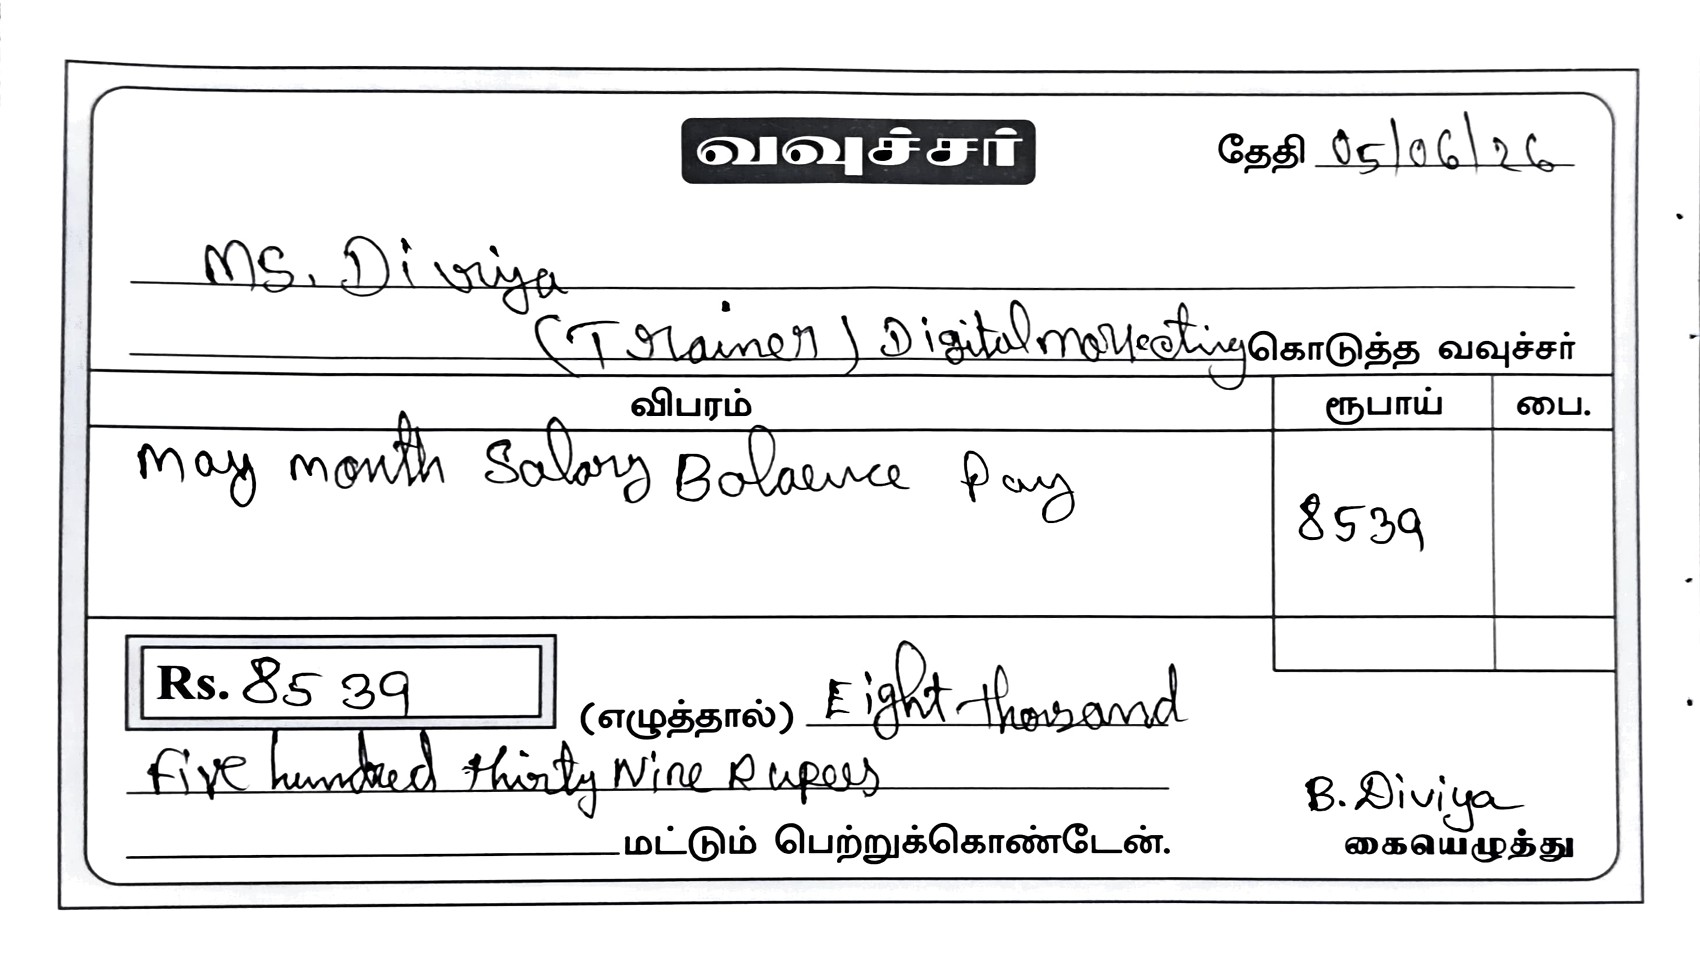 வவுச்சர்
தேதி 05/06/26
Ms. Diviya
(Trainer) Digital Marketing கொடுத்த வவுச்சர்
விபரம் ரூபாய் பை.
May month Salary Balaence Pay
8539
Rs. 8539 (எழுத்தால்) Eight thousand
Five hundred thirty Nine Rupees
B. Diviya
மட்டும் பெற்றுக்கொண்டேன். கையெழுத்து